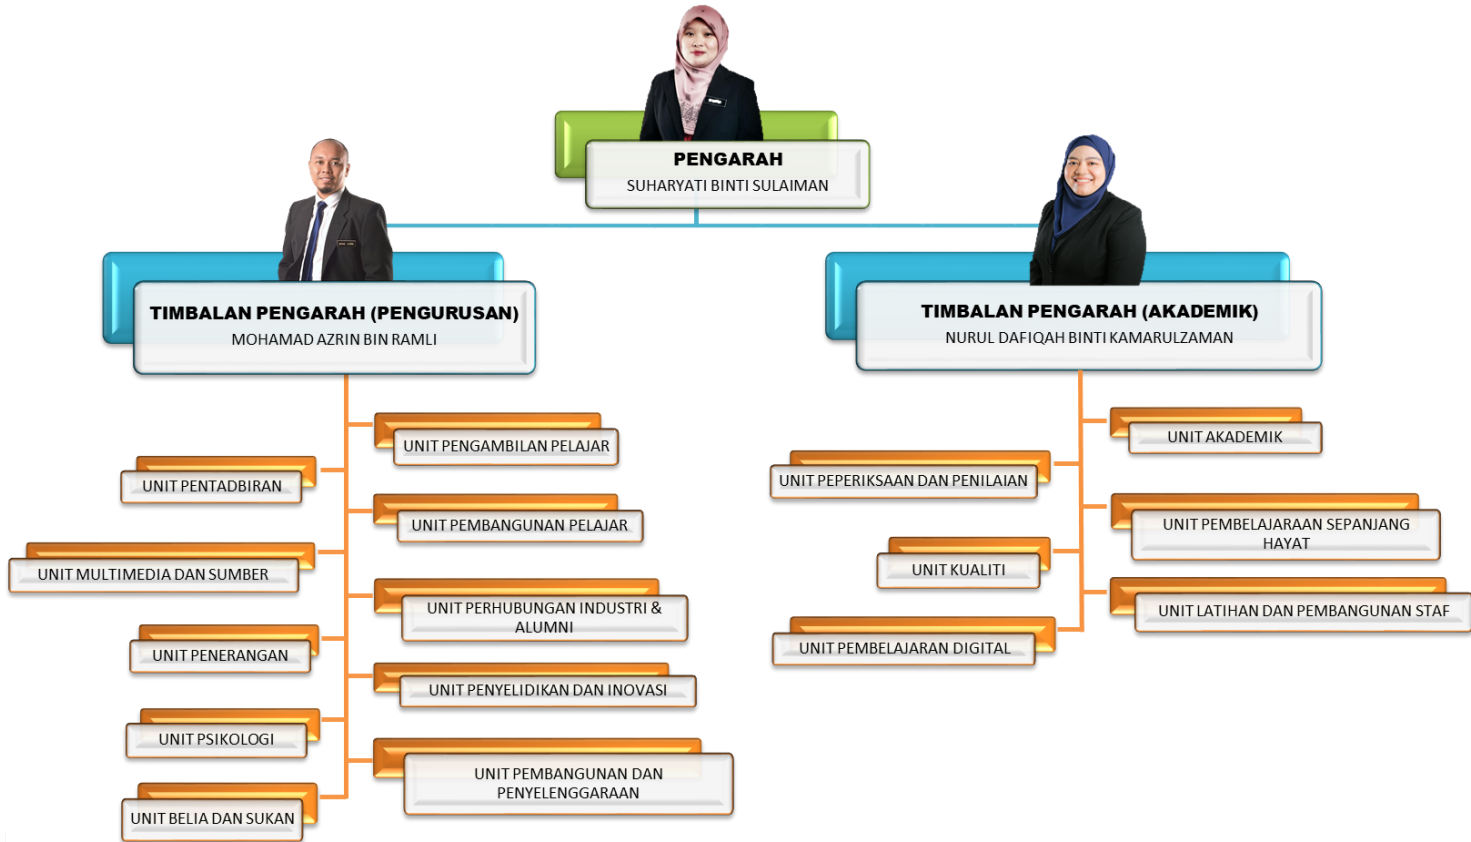 PENGARAH
SUHARYATI BINTI SULAIMAN
TIMBALAN PENGARAH (PENGURUSAN)
MOHAMAD AZRIN BIN RAMLI
TIMBALAN PENGARAH (AKADEMIK)
NURUL DAFIQAH BINTI KAMARULZAMAN
UNIT PENGAMBILAN PELAJAR
UNIT PENTADBIRAN
UNIT PEMBANGUNAN PELAJAR
UNIT MULTIMEDIA DAN SUMBER
UNIT PERHUBUNGAN INDUSTRI &
ALUMNI
UNIT PENERANGAN
UNIT PENYELIDIKAN DAN INOVASI
UNIT PSIKOLOGI
UNIT PEMBANGUNAN DAN
PENYELENGGARAAN
UNIT BELIA DAN SUKAN
UNIT AKADEMIK
UNIT PEPERIKSAAN DAN PENILAIAN
UNIT PEMBELAJARAAN SEPANJANG
HAYAT
UNIT KUALITI
UNIT LATIHAN DAN PEMBANGUNAN STAF
UNIT PEMBELAJARAN DIGITAL